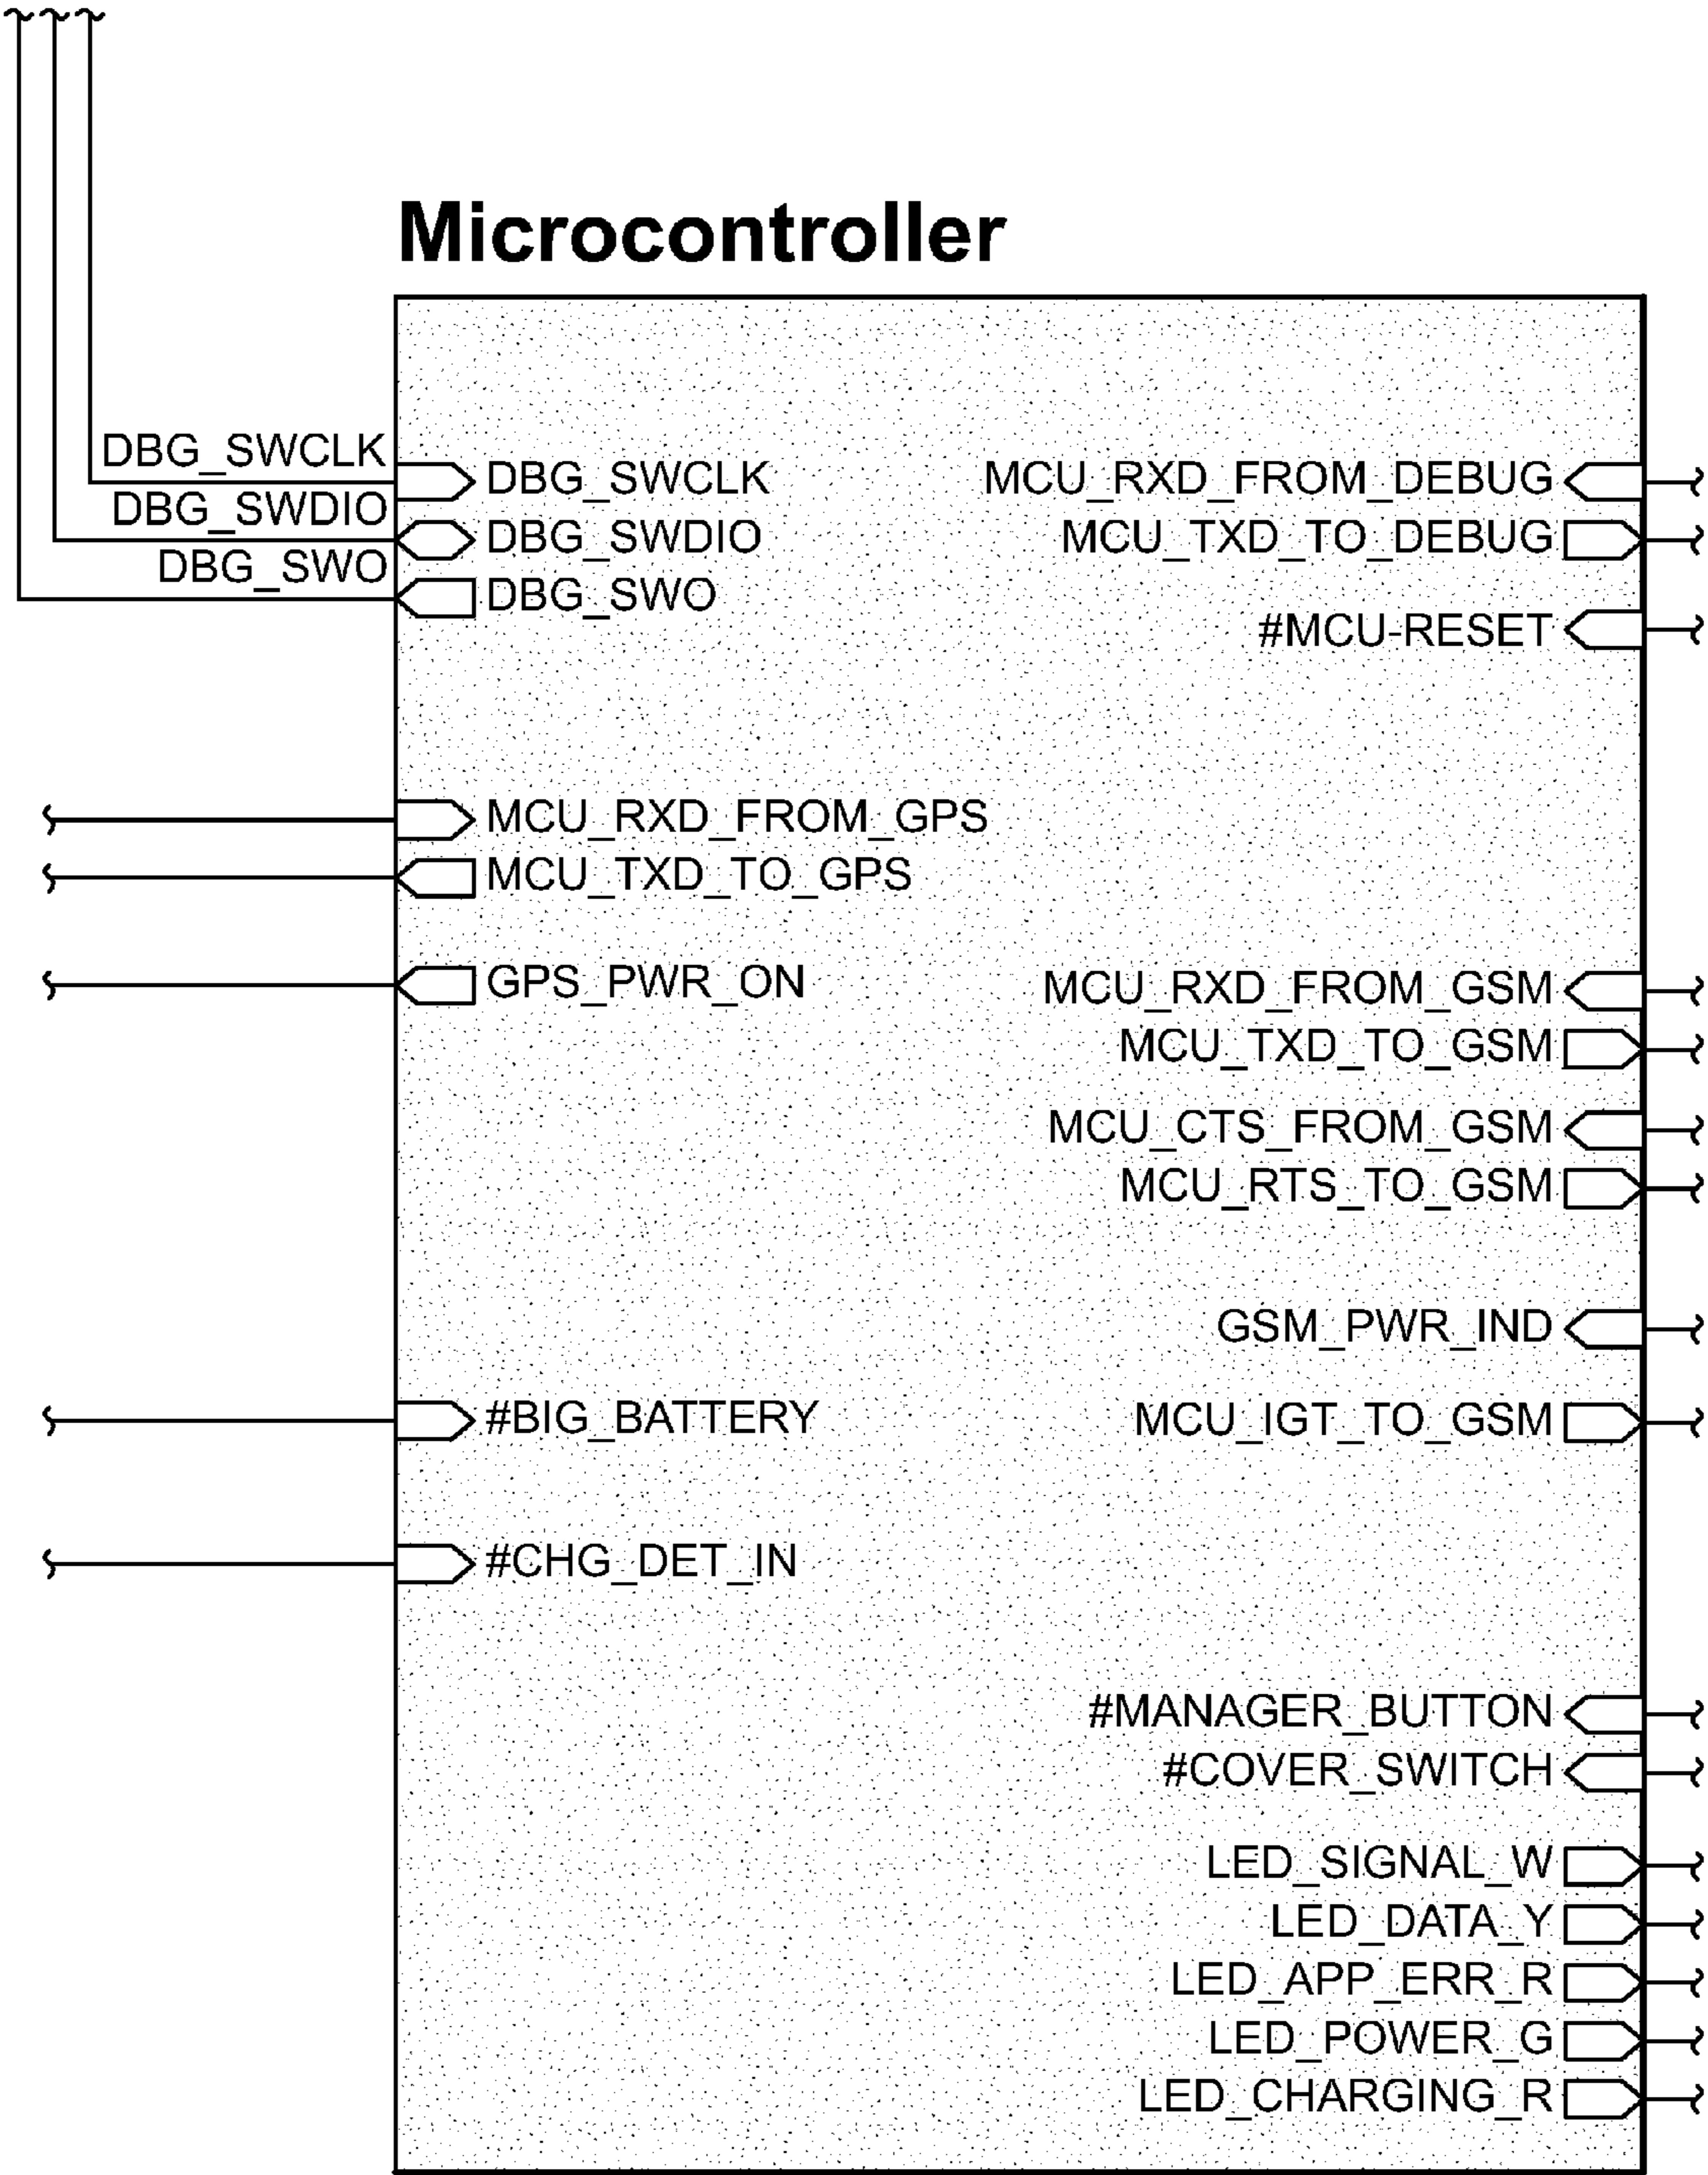 Microcontroller
DBG_SWCLK
DBG_SWDIO
DBG_SWO
DBG_SWCLK
DBG_SWDIO
DBG_SWO
MCU_RXD_FROM_GPS
MCU_TXD_TO_GPS
GPS_PWR_ON
#BIG_BATTERY
#CHG_DET_IN
MCU_RXD_FROM_DEBUG
MCU_TXD_TO_DEBUG
#MCU-RESET
MCU_RXD_FROM_GSM
MCU_TXD_TO_GSM
MCU_CTS_FROM_GSM
MCU_RTS_TO_GSM
GSM_PWR_IND
MCU_IGT_TO_GSM
#MANAGER_BUTTON
#COVER_SWITCH
LED_SIGNAL_W
LED_DATA_Y
LED_APP_ERR_R
LED_POWER_G
LED_CHARGING_R